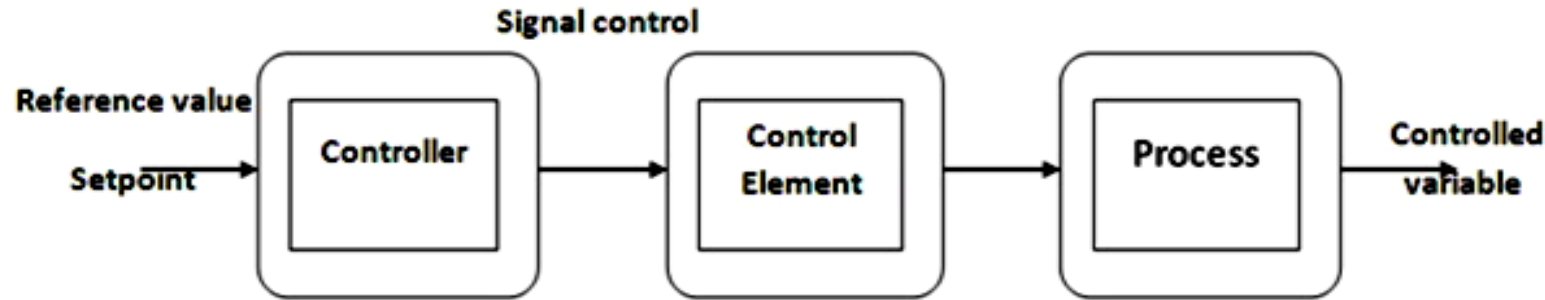 Signal control
Reference value
Setpoint
Controller
Control
Element
Process
Controlled
variable